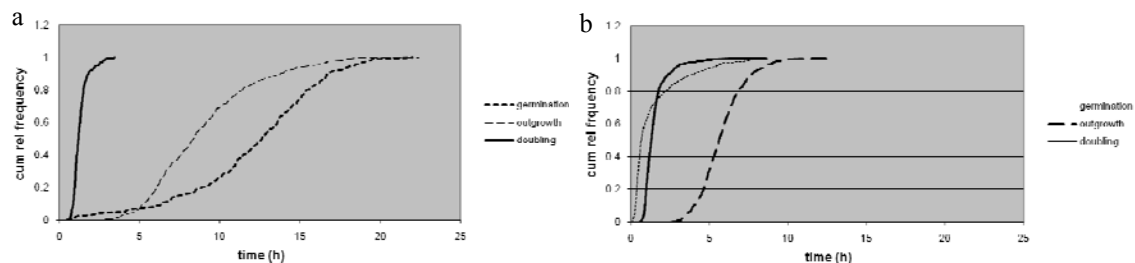 a
1.2
1
0.8
0.6
0.4
0.2
0
cum rel frequency
0 5 10 15 20 25
time (h)
germination
outgrowth
doubling
b
1.2
1
0.8
0.6
0.4
0.2
0
cum rel frequency
0 5 10 15 20 25
time (h)
germination
outgrowth
doubling